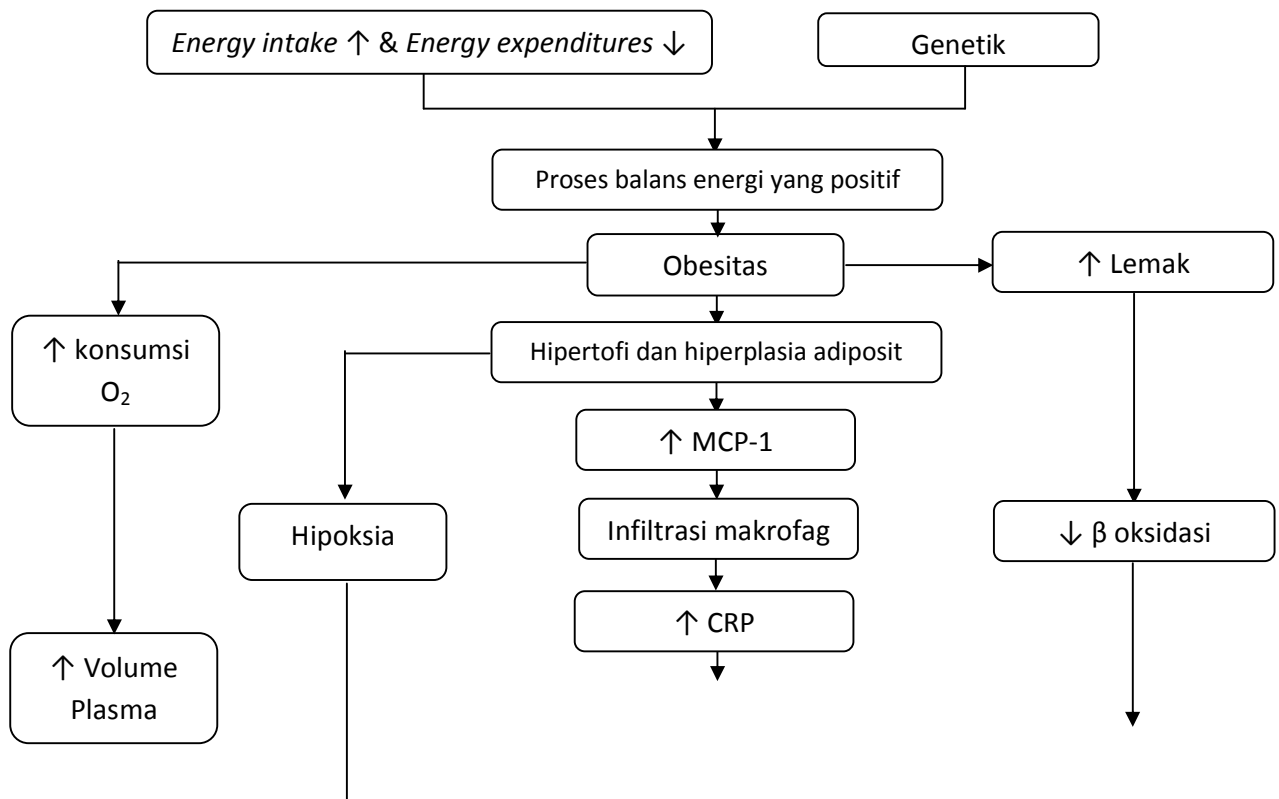 Energy intake ↑ & Energy expenditures ↓
Genetik
Proses balans energi yang positif
Obesitas
↑ Lemak
↑ konsumsi
O₂
Hipertofi dan hiperplasia adiposit
↑ MCP-1
Hipoksia
Infiltrasi makrofag
↓ β oksidasi
↑ CRP
↑ Volume
Plasma